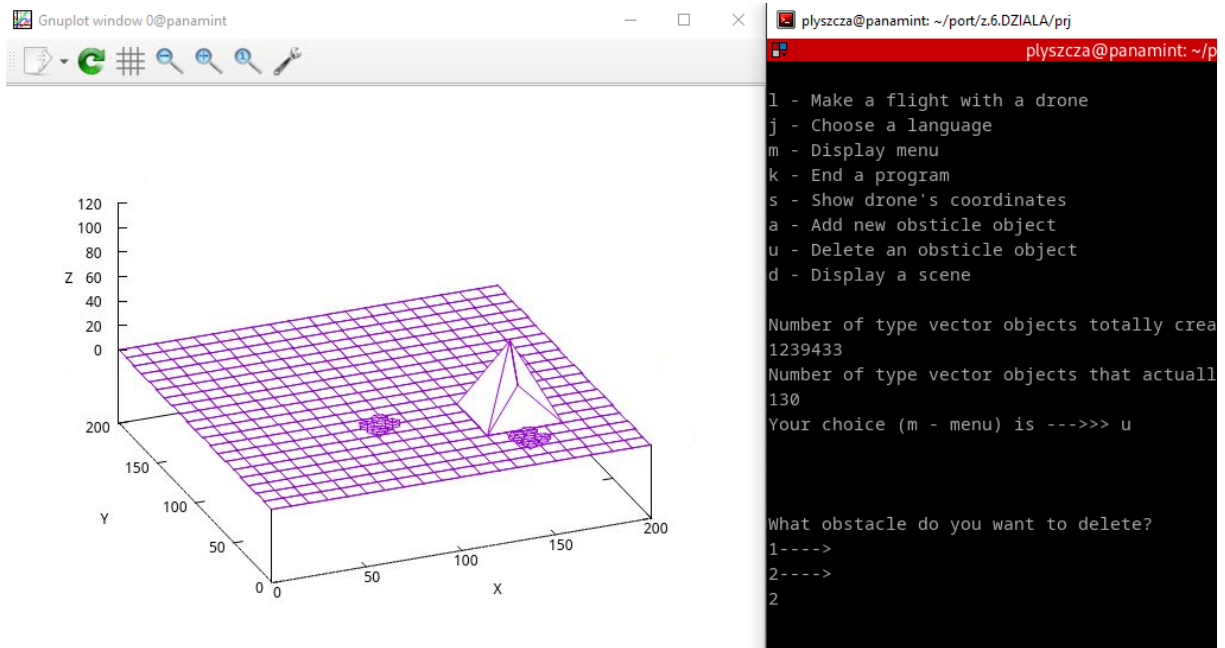 Gnuplot window 0@panamint
120
100
80
Z 60
40
20
0
200
150
100
50
0
Y
0
50
100
150
200
X
plyszcza@panamint: ~/port/z.6.DZIALA/prj
plyszcza@panamint: ~/p
l - Make a flight with a drone
j - Choose a language
m - Display menu
k - End a program
s - Show drone's coordinates
a - Add new obsticle object
u - Delete an obsticle object
d - Display a scene
Number of type vector objects totally crea
1239433
Number of type vector objects that actuall
130
Your choice (m - menu) is --->>> u
What obstacle do you want to delete?
1---->
2---->
2